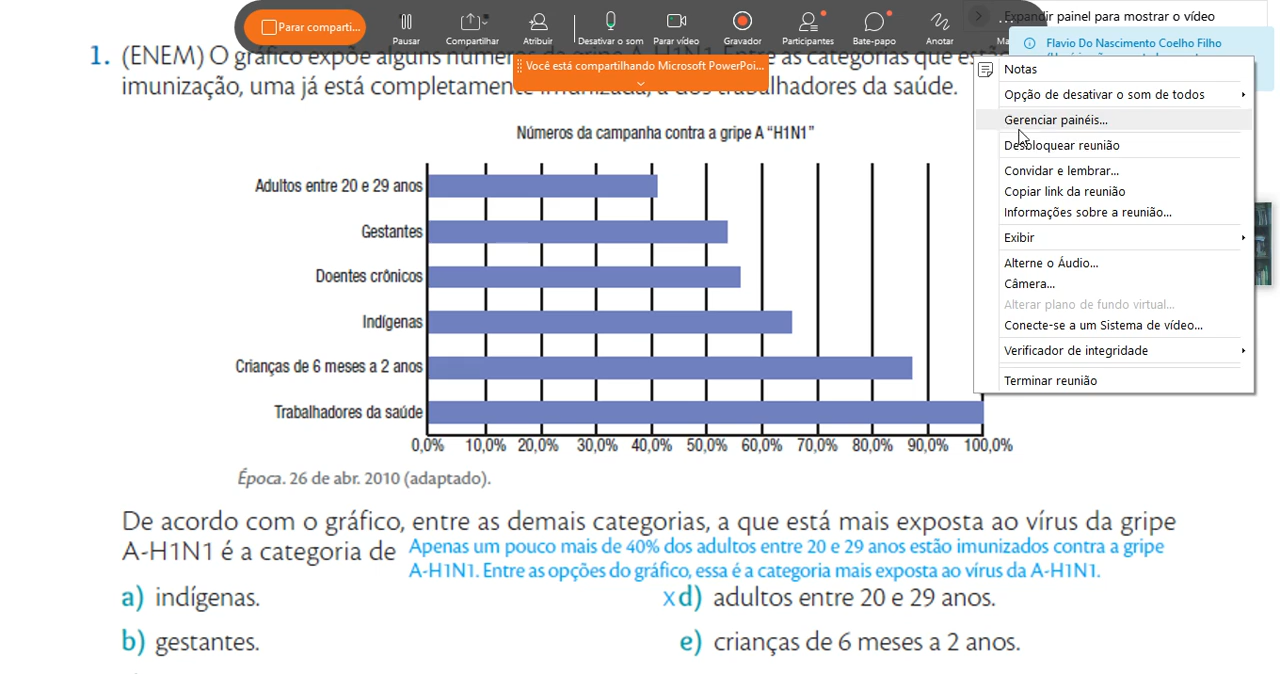 Parar comparti...
Pausar
Compartilhar
Atribuir
Desativar o som
Parar vídeo
Gravador
Participantes
Bate-papo
Anotar
Ma
Expandir painel para mostrar o vídeo
Flavio Do Nascimento Coelho Filho
Você está compartilhando Microsoft PowerPoi...
1. (ENEM) O gráfico expõe alguns números da gripe A-H1N1. Entre as categorias que
imunização, uma já está completamente imunizada, a dos trabalhadores da saúde.
Notas
Opção de desativar o som de todos
Gerenciar painéis...
Desbloquear reunião
Convidar e lembrar...
Copiar link da reunião
Informações sobre a reunião...
Exibir
Alterne o Áudio...
Câmera...
Alterar plano de fundo virtual...
Conecte-se a um Sistema de vídeo...
Verificador de integridade
Terminar reunião
Números da campanha contra a gripe A “H1N1”
Adultos entre 20 e 29 anos
Gestantes
Doentes crônicos
Indígenas
Crianças de 6 meses a 2 anos
Trabalhadores da saúde
0,0% 10,0% 20,0% 30,0% 40,0% 50,0% 60,0% 70,0% 80,0% 90,0% 100,0%
Época. 26 de abr. 2010 (adaptado).
De acordo com o gráfico, entre as demais categorias, a que está mais exposta ao vírus da gripe
A-H1N1 é a categoria de
Apenas um pouco mais de 40% dos adultos entre 20 e 29 anos estão imunizados contra a gripe
A-H1N1. Entre as opções do gráfico, essa é a categoria mais exposta ao vírus da A-H1N1.
a) indígenas.
x d) adultos entre 20 e 29 anos.
b) gestantes.
e) crianças de 6 meses a 2 anos.